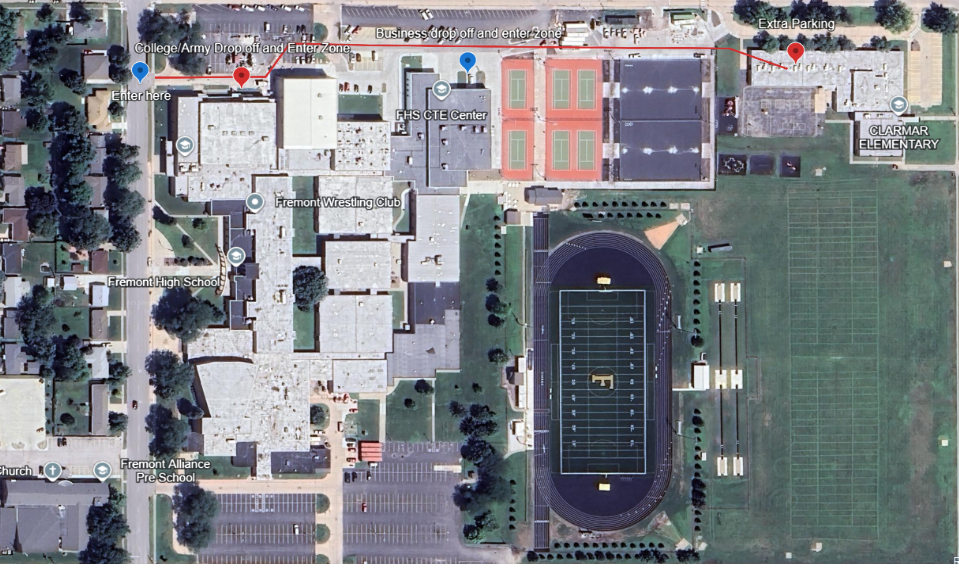 Extra Parking
Business drop off and enter zone
College/Army Drop off and Enter Zone
Enter here
FHS CTE Center
CLARMAR
ELEMENTARY
Fremont Wrestling Club
Fremont High School
E
Church
Fremont Alliance
Pre School